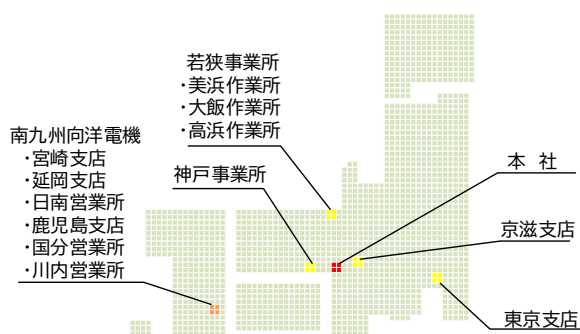 若狭事業所
・美浜作業所
・大飯作業所
・高浜作業所
南九州向洋電機
・宮崎支店
・延岡支店
・日南営業所
・鹿児島支店
・国分営業所
・川内営業所
神戸事業所
本 社
京滋支店
東京支店